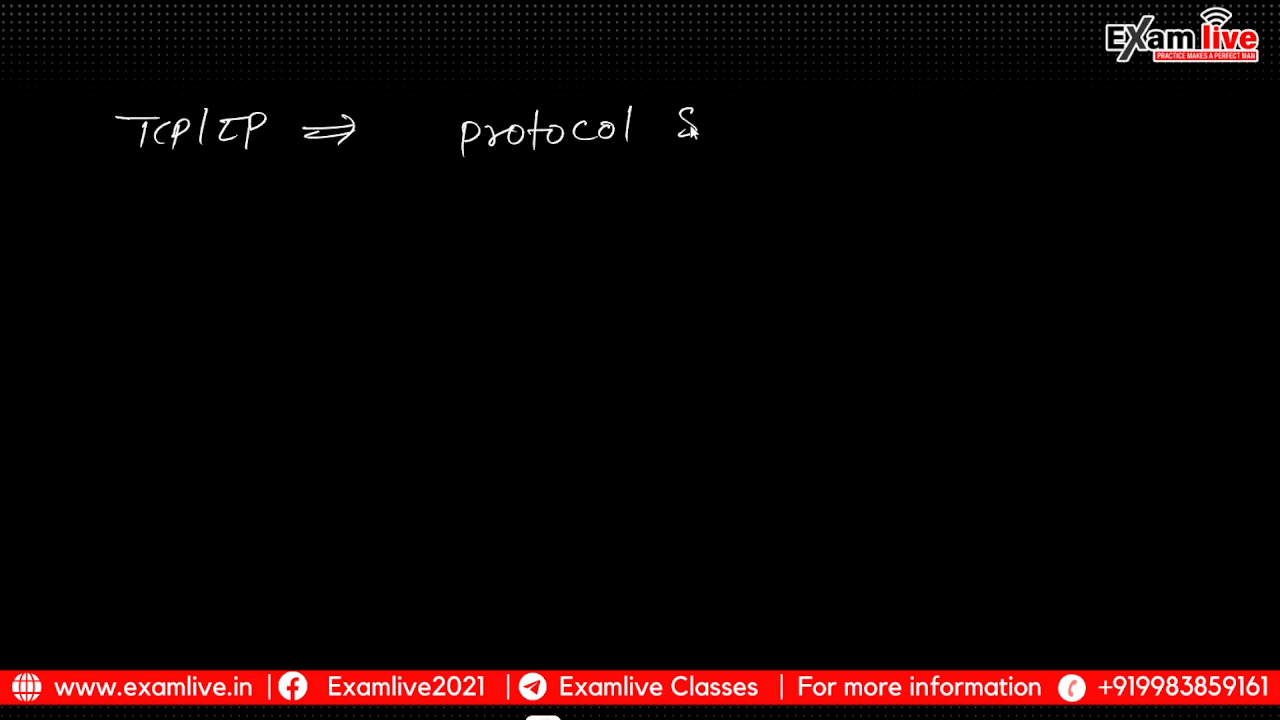 Exam live
PRACTICE MAKES A PERFECT MAN
TCP/IP ⇒ protocol S
www.examlive.in | Examlive2021 | Examlive Classes | For more information +919983859161